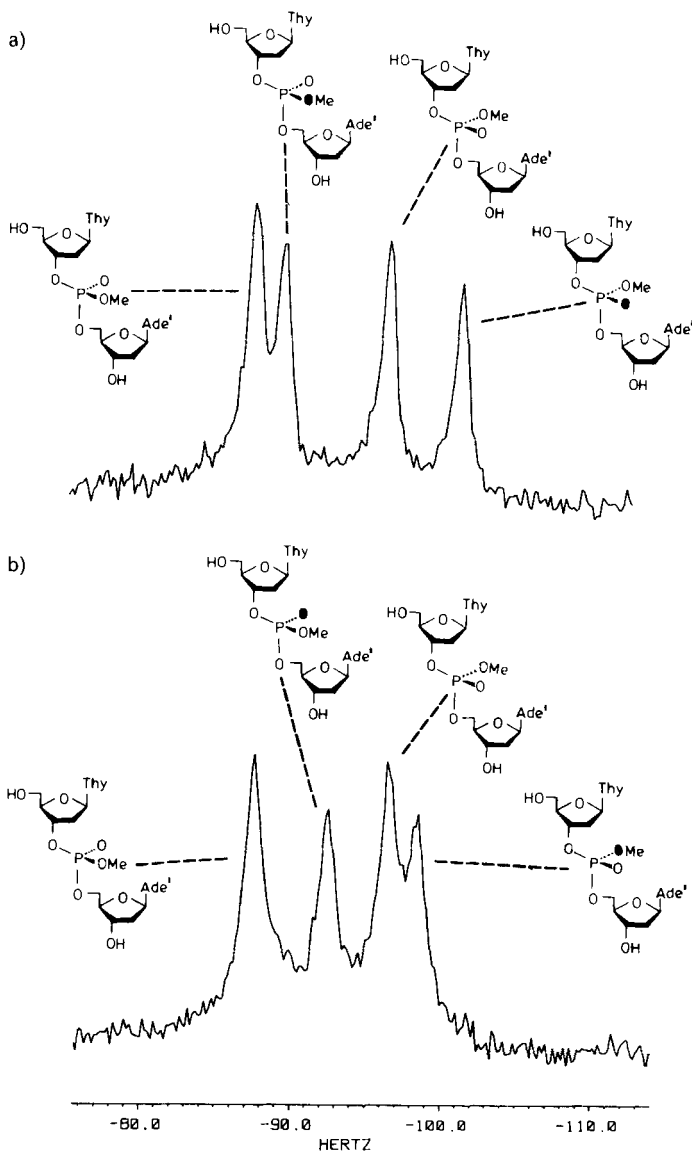 a)
Thy
HO O
O O
P ●Me
O O Ade'
OH
Thy
HO O
O OMe
P O
O O Ade'
OH
Thy
HO O
O O
P OMe
O O Ade'
OH
Thy
HO O
O OMe
P ●
O O Ade'
OH
b)
Thy
HO O
O ●
P OMe
O O Ade'
OH
Thy
HO O
O OMe
P O
O O Ade'
OH
Thy
HO O
O O
P OMe
O O Ade'
OH
Thy
HO O
O ●Me
P O
O O Ade'
OH
-80.0 -90.0 -100.0 -110.0
HERTZ